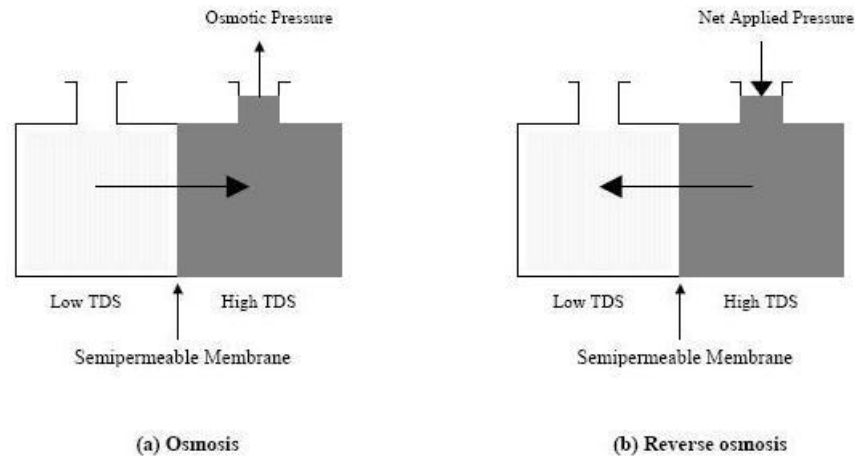 Osmotic Pressure
Net Applied Pressure
Low TDS
High TDS
Low TDS
High TDS
Semipermeable Membrane
Semipermeable Membrane
(a) Osmosis
(b) Reverse osmosis